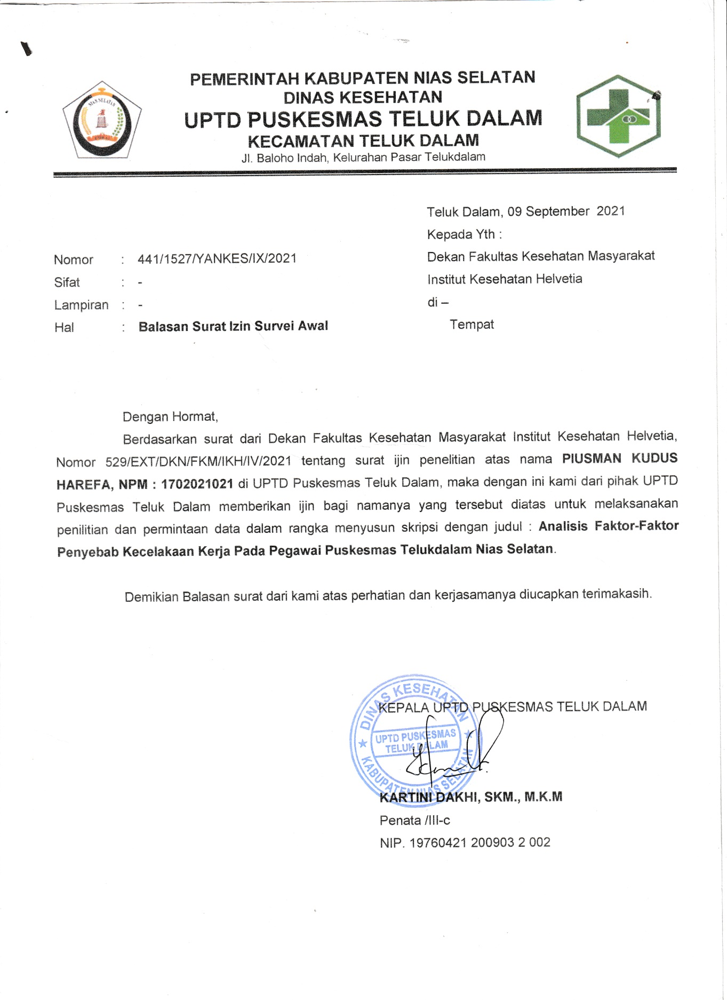 PEMERINTAH KABUPATEN NIAS SELATAN
DINAS KESEHATAN
UPTD PUSKESMAS TELUK DALAM
KECAMATAN TELUK DALAM
Jl. Baloho Indah, Kelurahan Pasar Telukdalam
NIAS SELATAN
Teluk Dalam, 09 September 2021
Kepada Yth :
Dekan Fakultas Kesehatan Masyarakat
Institut Kesehatan Helvetia
di –
Tempat
Nomor : 441/1527/YANKES/IX/2021
Sifat : -
Lampiran : -
Hal : Balasan Surat Izin Survei Awal
Dengan Hormat,
Berdasarkan surat dari Dekan Fakultas Kesehatan Masyarakat Institut Kesehatan Helvetia,
Nomor 529/EXT/DKN/FKM/IKH/IV/2021 tentang surat ijin penelitian atas nama PIUSMAN KUDUS
HAREFA, NPM : 1702021021 di UPTD Puskesmas Teluk Dalam, maka dengan ini kami dari pihak UPTD
Puskesmas Teluk Dalam memberikan ijin bagi namanya yang tersebut diatas untuk melaksanakan
penilitian dan permintaan data dalam rangka menyusun skripsi dengan judul : Analisis Faktor-Faktor
Penyebab Kecelakaan Kerja Pada Pegawai Puskesmas Telukdalam Nias Selatan.
Demikian Balasan surat dari kami atas perhatian dan kerjasamanya diucapkan terimakasih.
KEPALA UPTD PUSKESMAS TELUK DALAM
DINAS KESEHATAN
UPTD PUSKESMAS
TELUK DALAM
KABUPATEN NIAS SELATAN
KARTINI DAKHI, SKM., M.K.M
Penata /III-c
NIP. 19760421 200903 2 002